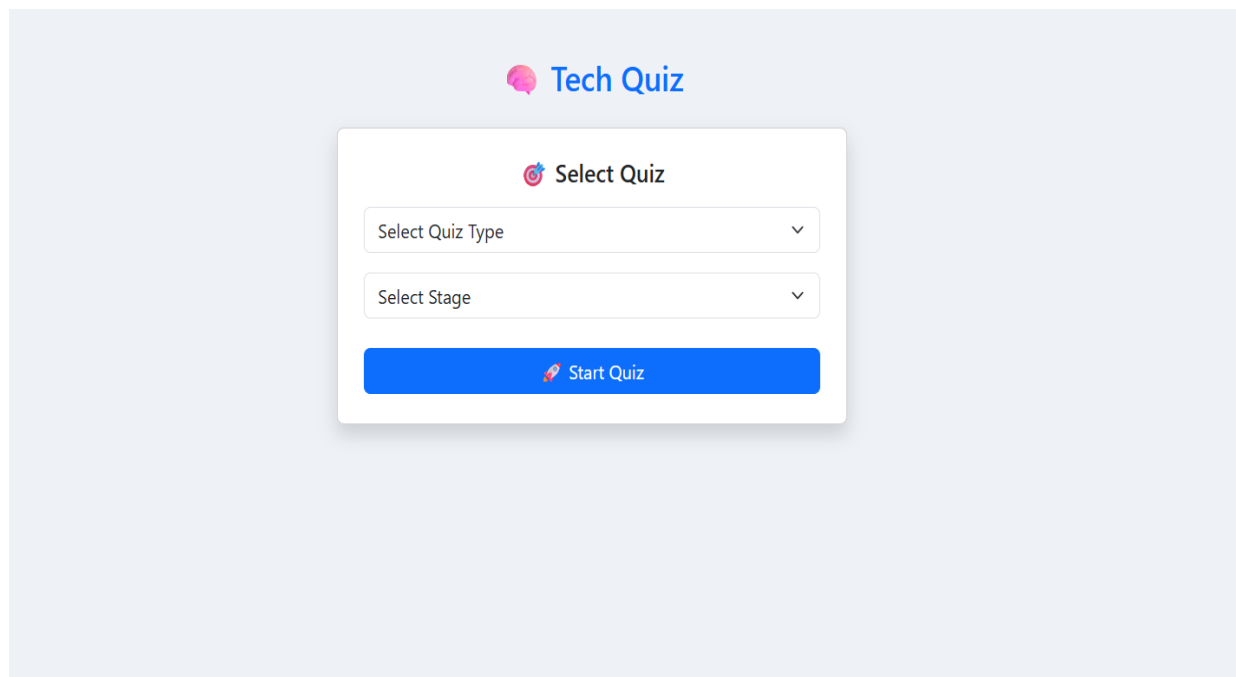 🧠 Tech Quiz
🎯 Select Quiz
Select Quiz Type
Select Stage
🚀 Start Quiz